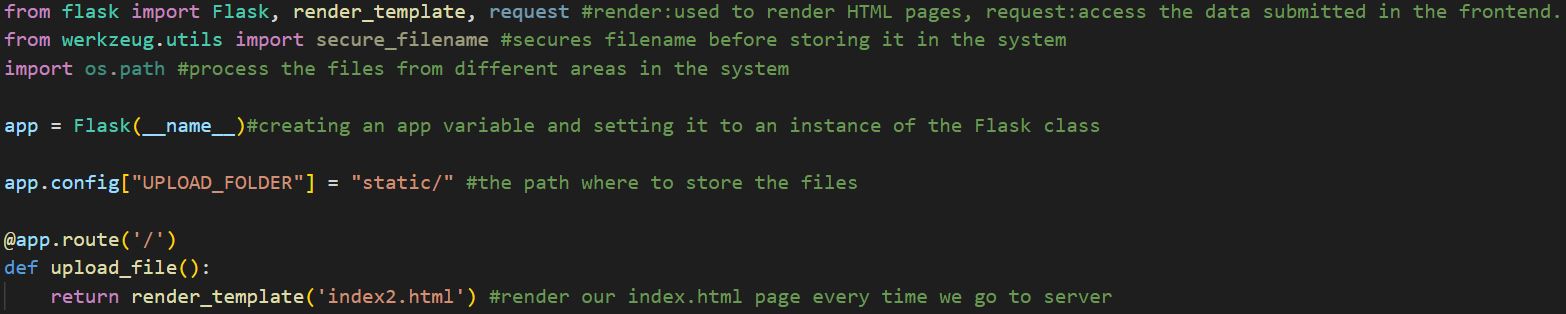 from flask import Flask, render_template, request #render:used to render HTML pages, request:access the data submitted in the frontend.
from werkzeug.utils import secure_filename #secures filename before storing it in the system
import os.path #process the files from different areas in the system
app = Flask(__name__)#creating an app variable and setting it to an instance of the Flask class
app.config["UPLOAD_FOLDER"] = "static/" #the path where to store the files
@app.route('/')
def upload_file():
    return render_template('index2.html') #render our index.html page every time we go to server